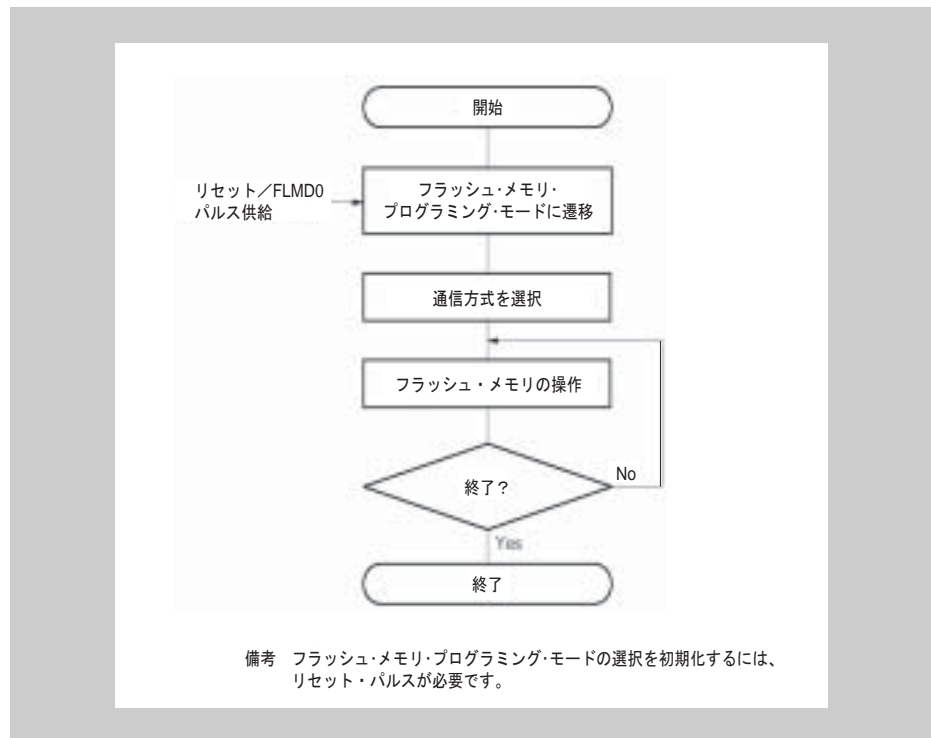 開始
リセット／FLMD0
パルス供給
フラッシュ･メモリ･
プログラミング･モードに遷移
通信方式を選択
フラッシュ・メモリの操作
終了？
No
Yes
終了
備考　フラッシュ･メモリ･プログラミング･モードの選択を初期化するには、
リセット・パルスが必要です。